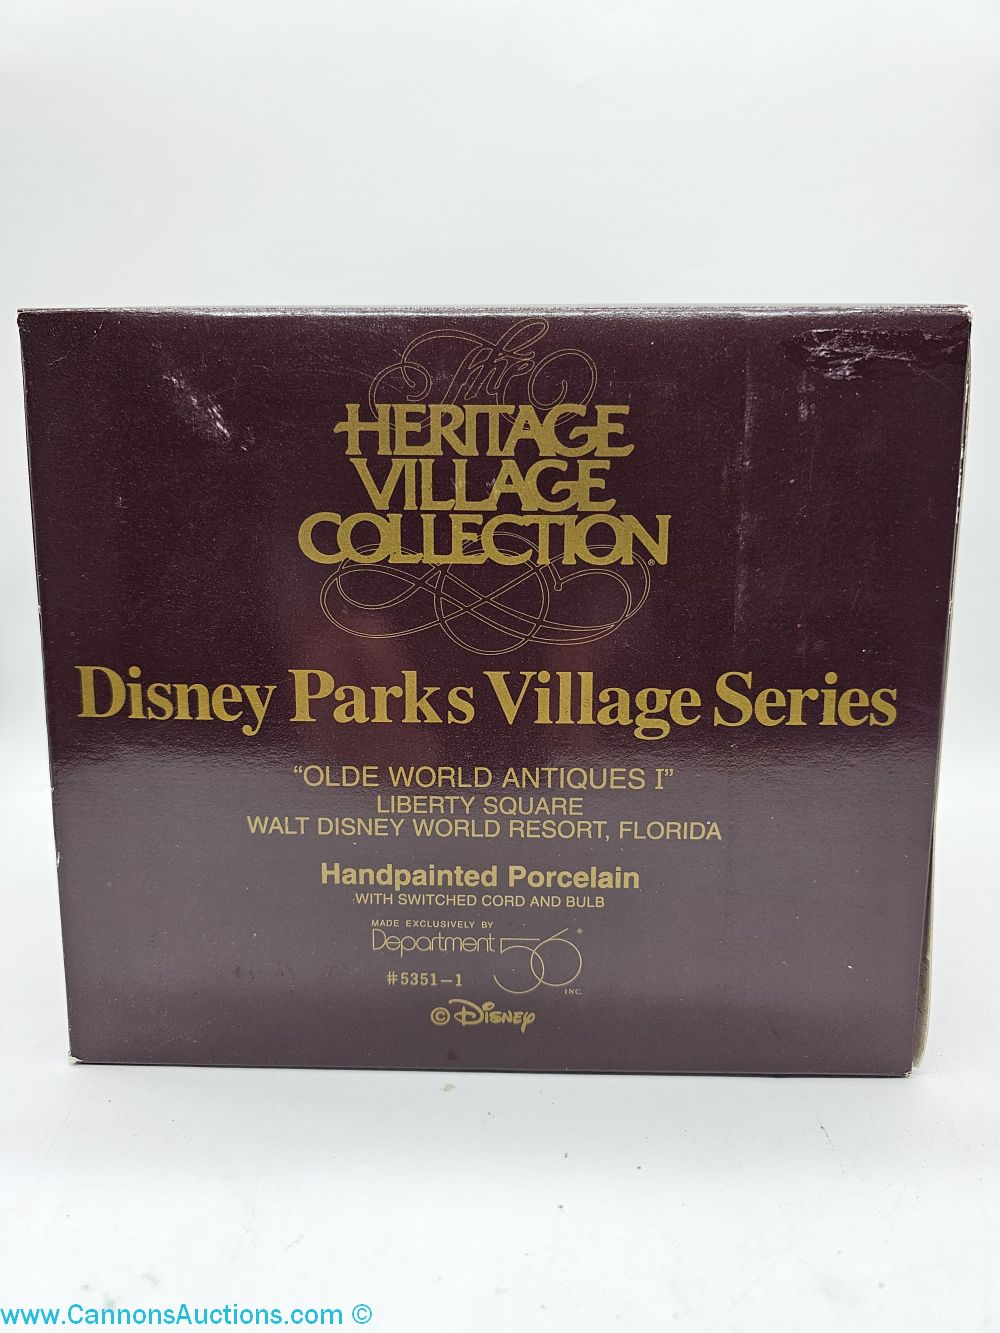 The
HERITAGE
VILLAGE
COLLECTION®
Disney Parks Village Series
“OLDE WORLD ANTIQUES I”
LIBERTY SQUARE
WALT DISNEY WORLD RESORT, FLORIDA
Handpainted Porcelain
WITH SWITCHED CORD AND BULB
MADE EXCLUSIVELY BY
Department 56®
INC.
#5351-1
© Disney
www.CannonsAuctions.com ©